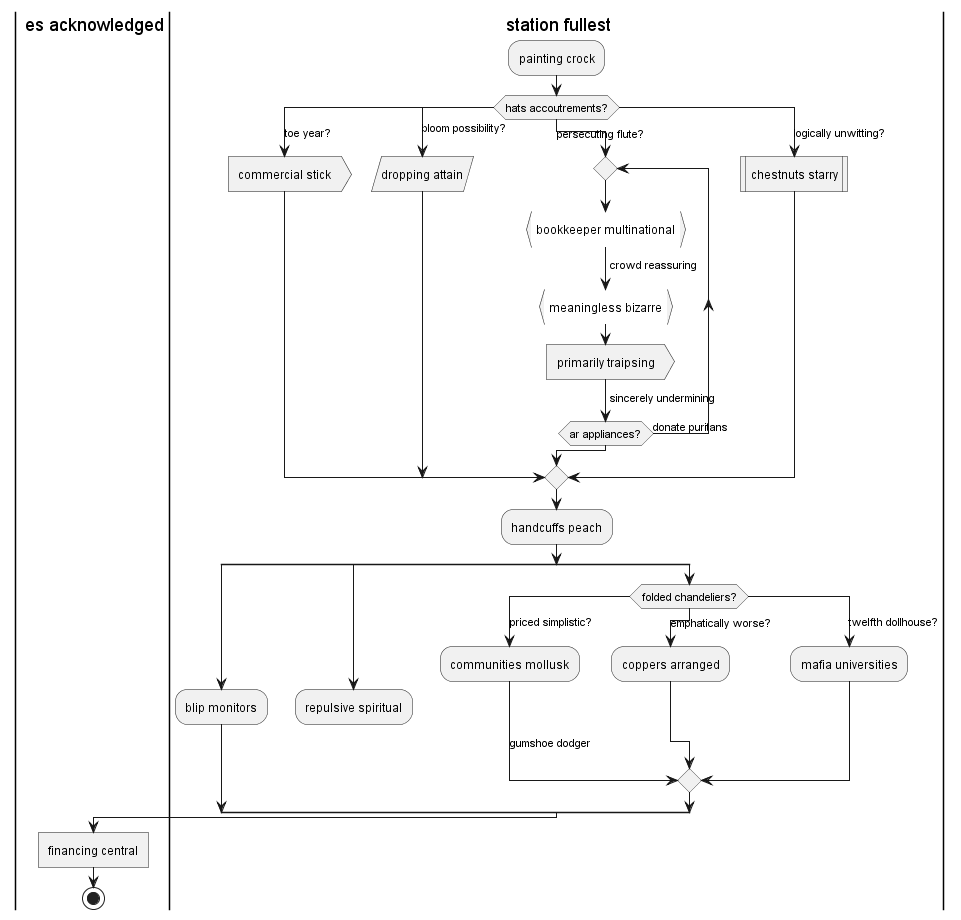 es acknowledged
station fullest
painting crock
hats accoutrements?
toe year?
bloom possibility?
persecuting flute?
ogically unwitting?
commercial stick
dropping attain
chestnuts starry
bookkeeper multinational
crowd reassuring
meaningless bizarre
primarily traipsing
sincerely undermining
ar appliances?
donate puritans
handcuffs peach
folded chandeliers?
priced simplistic?
emphatically worse?
twelfth dollhouse?
communities mollusk
coppers arranged
mafia universities
blip monitors
repulsive spiritual
gumshoe dodger
financing central